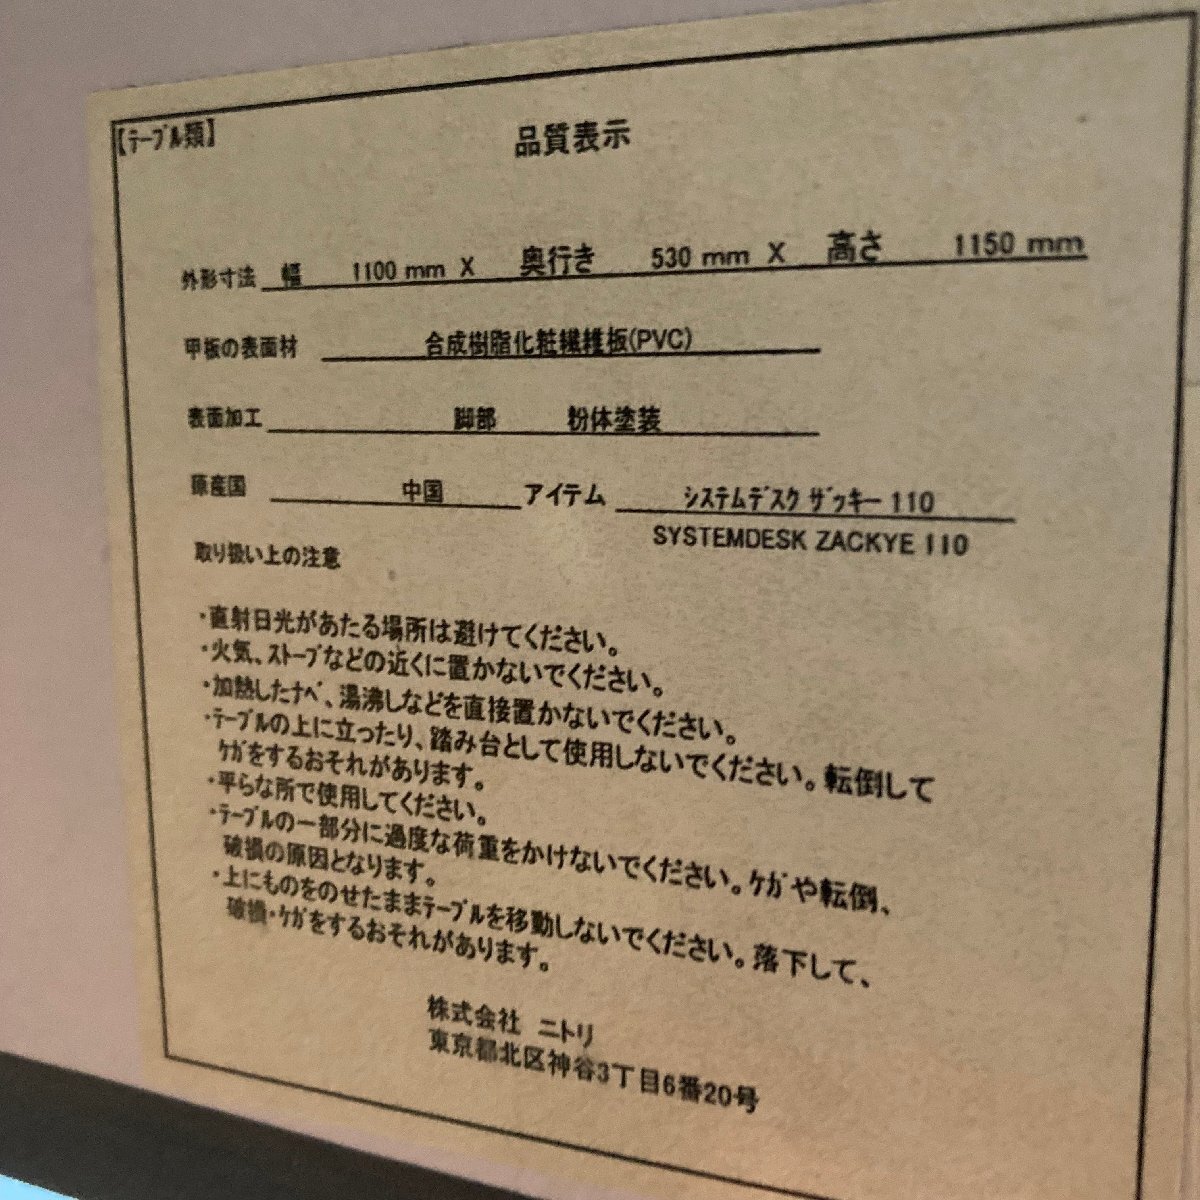 【ﾃｰﾌﾞﾙ類】
品質表示
外形寸法 幅 1100 mm X 奥行き 530 mm X 高さ 1150 mm
甲板の表面材 合成樹脂化粧繊維板(PVC)
表面加工 脚部 粉体塗装
原産国 中国 アイテム ｼｽﾃﾑﾃﾞｽｸ ｻﾞｯｷｰ 110
SYSTEMDESK ZACKYE 110
取り扱い上の注意
・直射日光があたる場所は避けてください。
・火気、ｽﾄｰﾌﾞなどの近くに置かないでください。
・加熱したﾅﾍﾞ、湯沸しなどを直接置かないでください。
・ﾃｰﾌﾞﾙの上に立ったり、踏み台として使用しないでください。転倒して
ｹｶﾞをするおそれがあります。
・平らな所で使用してください。
・ﾃｰﾌﾞﾙの一部分に過度な荷重をかけないでください。ｹｶﾞや転倒、
破損の原因となります。
・上にものをのせたままﾃｰﾌﾞﾙを移動しないでください。落下して、
破損・ｹｶﾞをするおそれがあります。
株式会社 ニトリ
東京都北区神谷3丁目6番20号